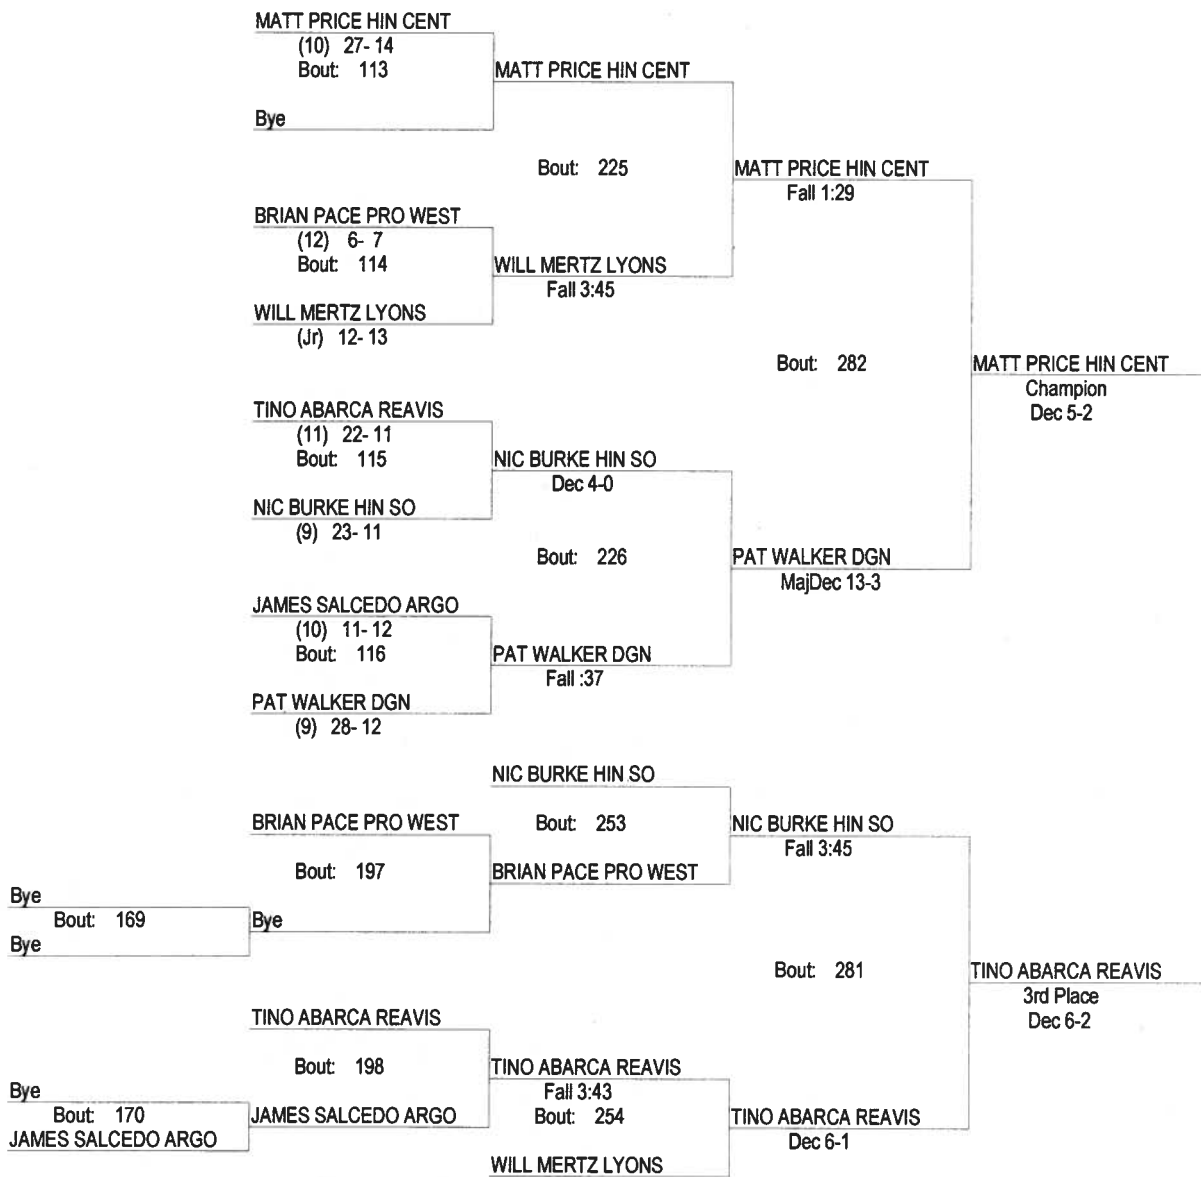 MATT PRICE HIN CENT
(10) 27- 14
Bout: 113
MATT PRICE HIN CENT
Bye
Bout: 225
MATT PRICE HIN CENT
Fall 1:29
BRIAN PACE PRO WEST
(12) 6- 7
Bout: 114
WILL MERTZ LYONS
Fall 3:45
WILL MERTZ LYONS
(Jr) 12- 13
Bout: 282
MATT PRICE HIN CENT
Champion
Dec 5-2
TINO ABARCA REAVIS
(11) 22- 11
Bout: 115
NIC BURKE HIN SO
Dec 4-0
NIC BURKE HIN SO
(9) 23- 11
Bout: 226
PAT WALKER DGN
MajDec 13-3
JAMES SALCEDO ARGO
(10) 11- 12
Bout: 116
PAT WALKER DGN
Fall :37
PAT WALKER DGN
(9) 28- 12
NIC BURKE HIN SO
BRIAN PACE PRO WEST
Bout: 253
NIC BURKE HIN SO
Fall 3:45
Bout: 197
BRIAN PACE PRO WEST
Bye
Bout: 169
Bye
Bye
Bout: 281
TINO ABARCA REAVIS
3rd Place
Dec 6-2
TINO ABARCA REAVIS
Bout: 198
TINO ABARCA REAVIS
Fall 3:43
Bye
Bout: 170
JAMES SALCEDO ARGO
Bout: 254
TINO ABARCA REAVIS
Dec 6-1
JAMES SALCEDO ARGO
WILL MERTZ LYONS